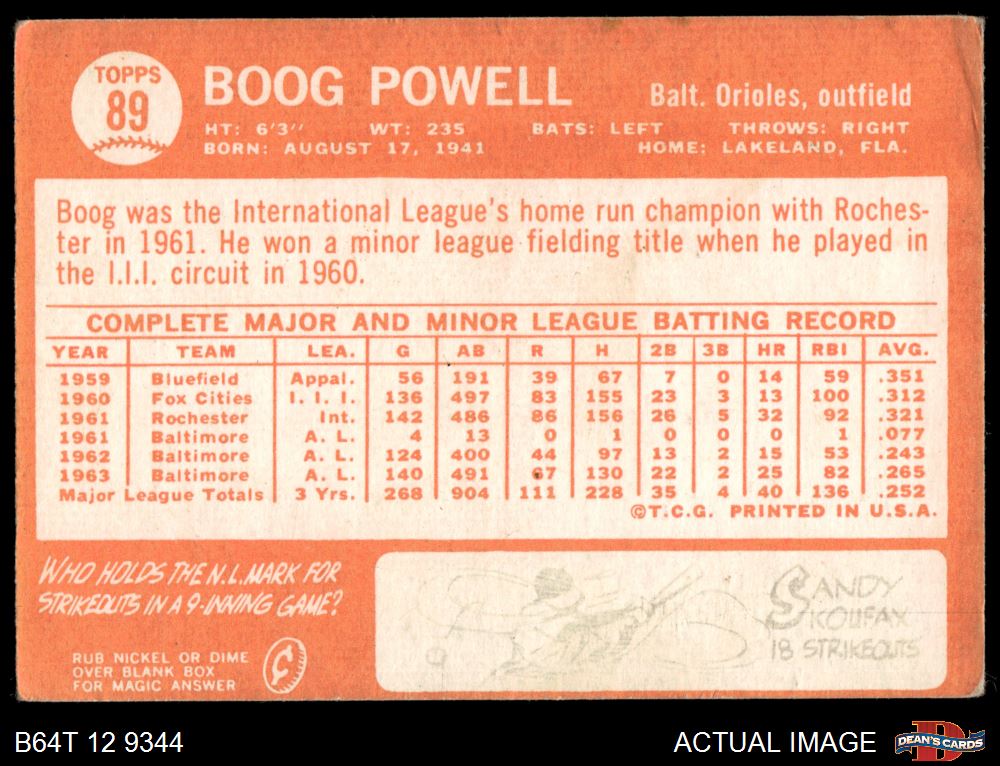 TOPPS
89
BOOG POWELL
Balt. Orioles, outfield
HT: 6'3" WT: 235 BATS: LEFT THROWS: RIGHT
BORN: AUGUST 17, 1941 HOME: LAKELAND, FLA.
Boog was the International League's home run champion with Roches-
ter in 1961. He won a minor league fielding title when he played in
the I.I.I. circuit in 1960.
COMPLETE MAJOR AND MINOR LEAGUE BATTING RECORD
YEAR TEAM LEA. G AB R H 2B 3B HR RBI AVG.
1959 Bluefield Appal. 56 191 39 67 7 0 14 59 .351
1960 Fox Cities I. I. I. 136 497 83 155 23 3 13 100 .312
1961 Rochester Int. 142 486 86 156 26 5 32 92 .321
1961 Baltimore A. L. 4 13 0 1 0 0 0 1 .077
1962 Baltimore A. L. 124 400 44 97 13 2 15 53 .243
1963 Baltimore A. L. 140 491 67 130 22 2 25 82 .265
Major League Totals 3 Yrs. 268 904 111 228 35 4 40 136 .252
©T.C.G. PRINTED IN U.S.A.
WHO HOLDS THE N.L. MARK FOR
STRIKEOUTS IN A 9-INNING GAME?
RUB NICKEL OR DIME
OVER BLANK BOX
FOR MAGIC ANSWER
SANDY
KOUFAX
18 STRIKEOUTS
B64T 12 9344
ACTUAL IMAGE
DEAN'S CARDS